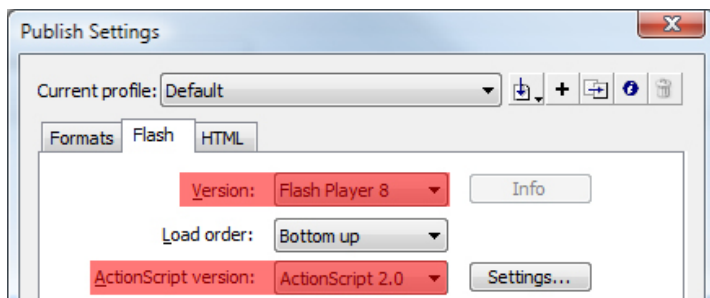 Publish Settings
Current profile: Default
Formats Flash HTML
Version: Flash Player 8 Info
Load order: Bottom up
ActionScript version: ActionScript 2.0 Settings...